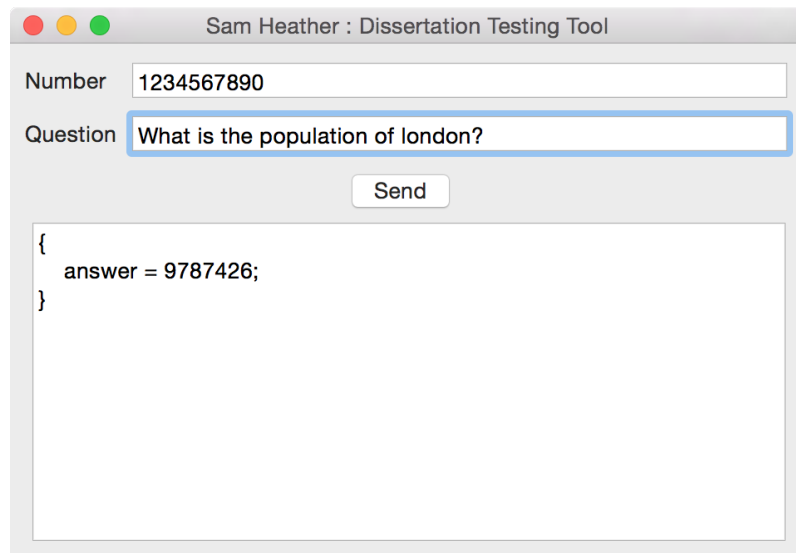 Sam Heather : Dissertation Testing Tool
Number 1234567890
Question What is the population of london?
Send
{
answer = 9787426;
}